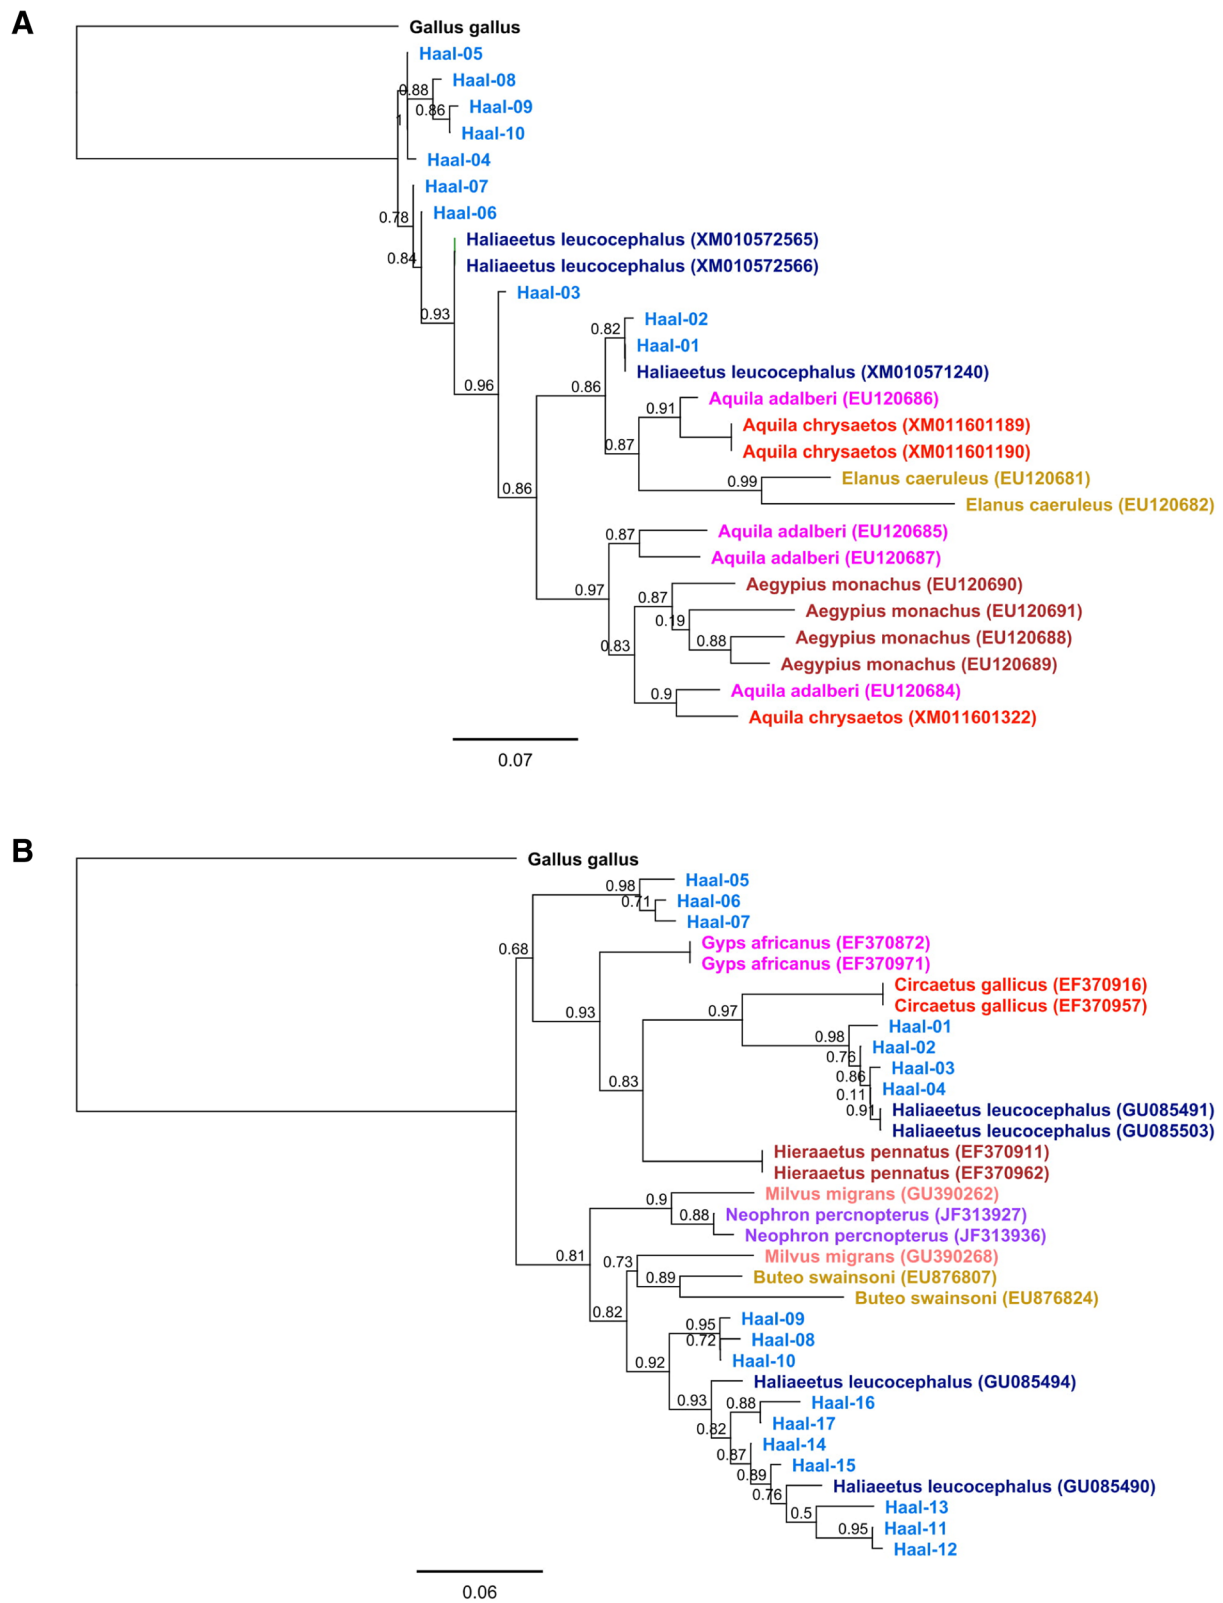 A
Gallus gallus
Haal-05
0.88
Haal-08
0.86
Haal-09
1
Haal-10
Haal-04
Haal-07
0.78
Haal-06
Haliaeetus leucocephalus (XM010572565)
0.84
Haliaeetus leucocephalus (XM010572566)
Haal-03
0.93
Haal-02
0.82
Haal-01
Haliaeetus leucocephalus (XM010571240)
0.96
0.86
Aquila adalberi (EU120686)
0.91
Aquila chrysaetos (XM011601189)
0.87
Aquila chrysaetos (XM011601190)
Elanus caeruleus (EU120681)
0.99
0.86
Elanus caeruleus (EU120682)
Aquila adalberi (EU120685)
0.87
Aquila adalberi (EU120687)
0.97
Aegypius monachus (EU120690)
0.87
Aegypius monachus (EU120691)
0.19
Aegypius monachus (EU120688)
0.88
0.83
Aegypius monachus (EU120689)
Aquila adalberi (EU120684)
0.9
Aquila chrysaetos (XM011601322)
0.07
B
Gallus gallus
Haal-05
0.98
Haal-06
0.71
Haal-07
0.68
Gyps africanus (EF370872)
Gyps africanus (EF370971)
Circaetus gallicus (EF370916)
Circaetus gallicus (EF370957)
0.93
0.97
Haal-01
0.98
Haal-02
0.76
Haal-03
0.86
0.83
Haal-04
0.11
Haliaeetus leucocephalus (GU085491)
0.91
Haliaeetus leucocephalus (GU085503)
Hieraaetus pennatus (EF370911)
Hieraaetus pennatus (EF370962)
Milvus migrans (GU390262)
0.9
Neophron percnopterus (JF313927)
0.88
Neophron percnopterus (JF313936)
0.81
Milvus migrans (GU390268)
0.73
Buteo swainsoni (EU876807)
0.89
Buteo swainsoni (EU876824)
0.82
Haal-09
0.95
Haal-08
0.72
Haal-10
0.92
Haliaeetus leucocephalus (GU085494)
0.93
Haal-16
0.88
Haal-17
0.82
Haal-14
0.87
Haal-15
0.89
Haliaeetus leucocephalus (GU085490)
0.76
Haal-13
0.5
Haal-11
0.95
Haal-12
0.06